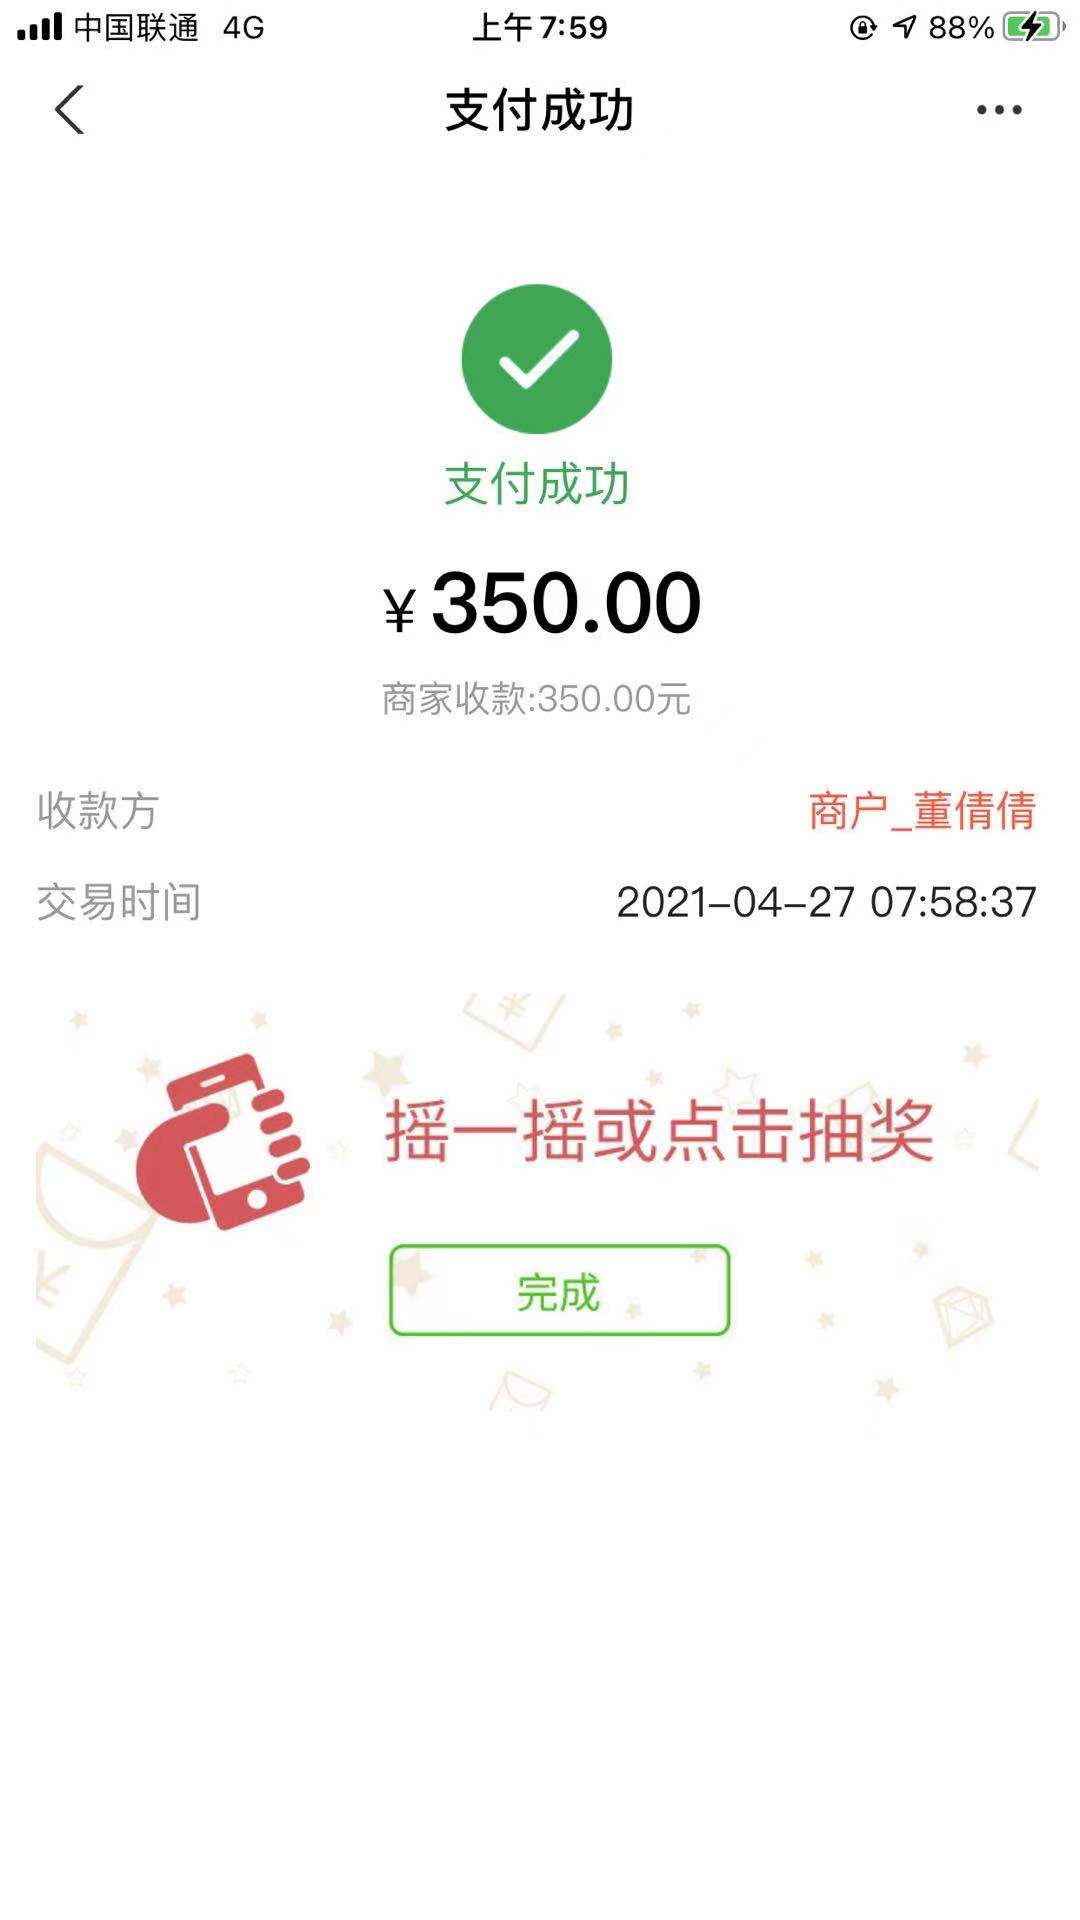 中国联通 4G 上午7:59 88%
支付成功
支付成功
¥350.00
商家收款:350.00元
收款方 商户_董倩倩
交易时间 2021-04-27 07:58:37
摇一摇或点击抽奖
完成